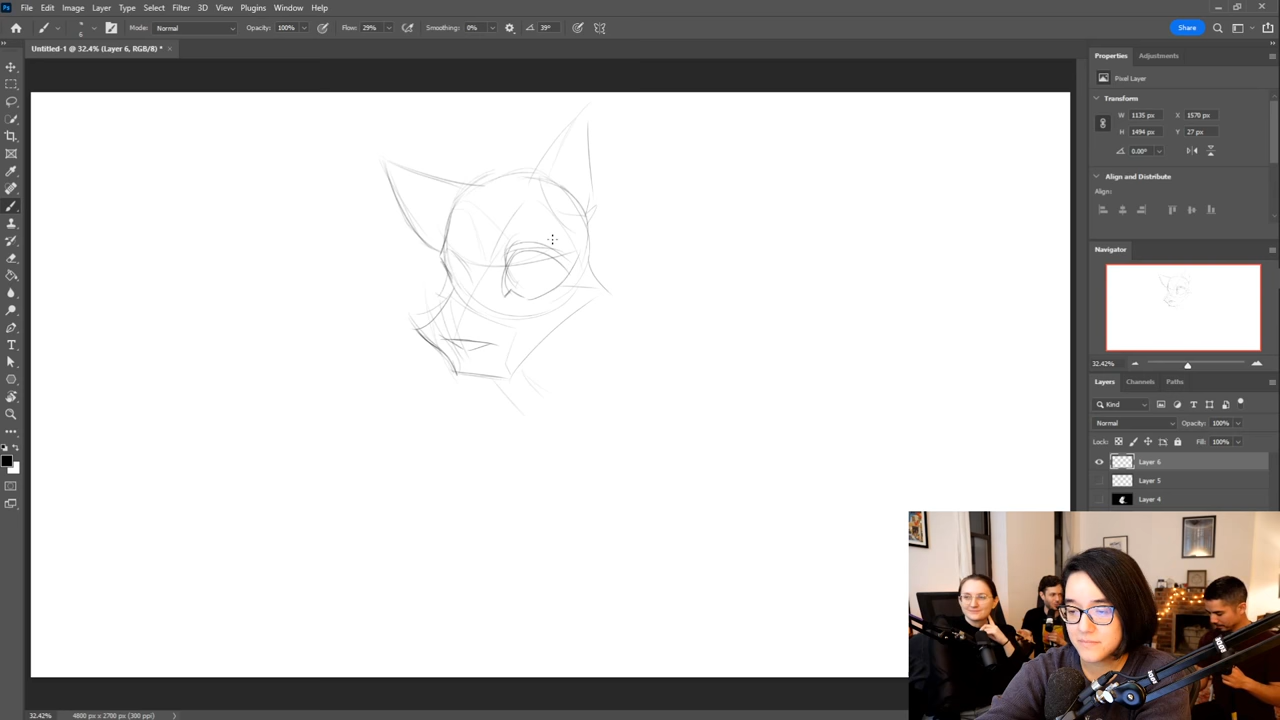 File Edit Image Layer Type Select Filter 3D View Plugins Window Help
6 Mode: Normal Opacity: 100% Flow: 29% Smoothing: 0% 39° Share
Untitled-1 @ 32.4% (Layer 6, RGB/8) * ×
Properties Adjustments
Pixel Layer
Transform
W 1135 px X 1570 px
H 1494 px Y 27 px
0.00°
Align and Distribute
Align:
Navigator
32.42%
Layers Channels Paths
Kind
Normal Opacity: 100%
Lock: Fill: 100%
Layer 6
Layer 5
Layer 4
32.42% 4800 px x 2700 px (300 ppi)